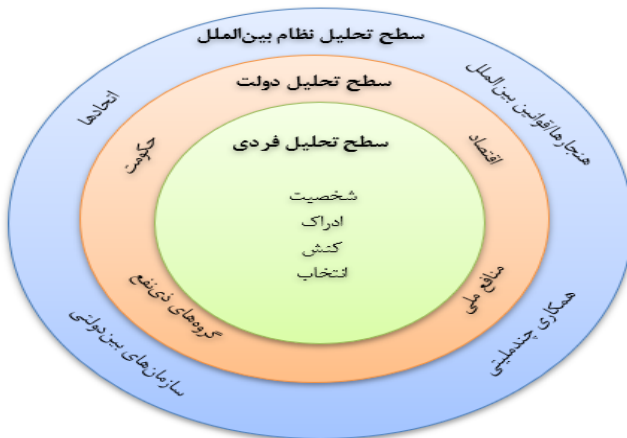 سطح تحلیل نظام بین‌الملل
هنجارها/قوانین بین‌الملل
اتحادها
همکاری چندملیتی
سازمان‌های بین‌دولتی
سطح تحلیل دولت
اقتصاد
حکومت
منافع ملی
گروه‌های ذی‌نفع
سطح تحلیل فردی
شخصیت
ادراک
کنش
انتخاب